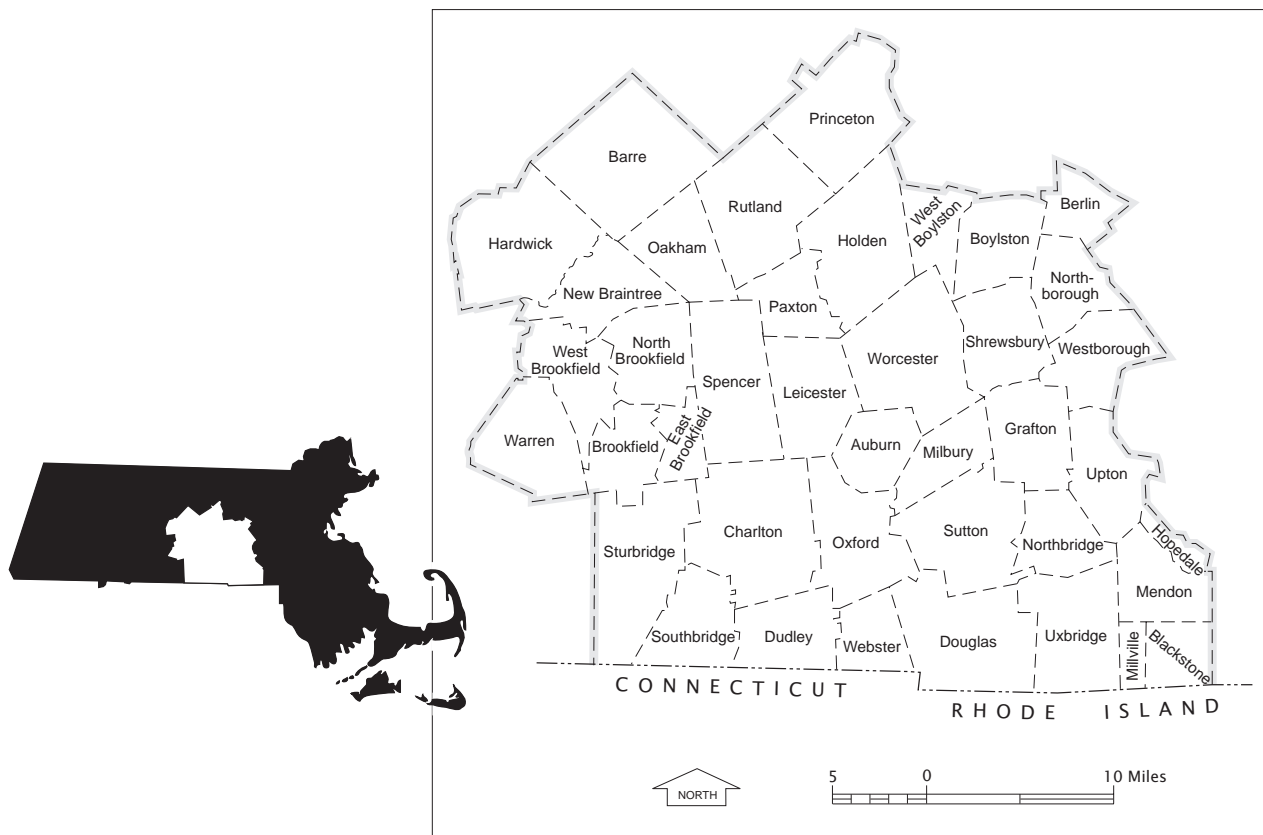 Princeton
Barre
Rutland
Berlin
West
Boylston
Hardwick
Oakham
Holden
Boylston
North-
borough
New Braintree
Paxton
West
Brookfield
North
Brookfield
Shrewsbury
Westborough
Worcester
Spencer
Leicester
East
Brookfield
Warren
Brookfield
Auburn
Milbury
Grafton
Upton
Charlton
Sturbridge
Oxford
Sutton
Northbridge
Hopedale
Mendon
Southbridge
Dudley
Webster
Douglas
Uxbridge
Millville
Blackstone
CONNECTICUT
RHODE ISLAND
NORTH
5 0 10 Miles